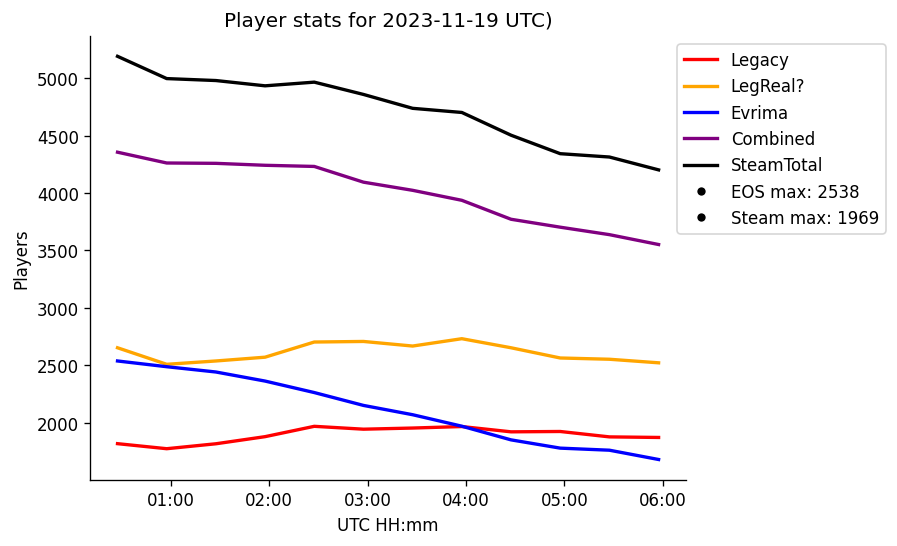 Player stats for 2023-11-19 UTC)
Legacy
LegReal?
Evrima
Combined
SteamTotal
EOS max: 2538
Steam max: 1969
Players
5000
4500
4000
3500
3000
2500
2000
01:00 02:00 03:00 04:00 05:00 06:00
UTC HH:mm